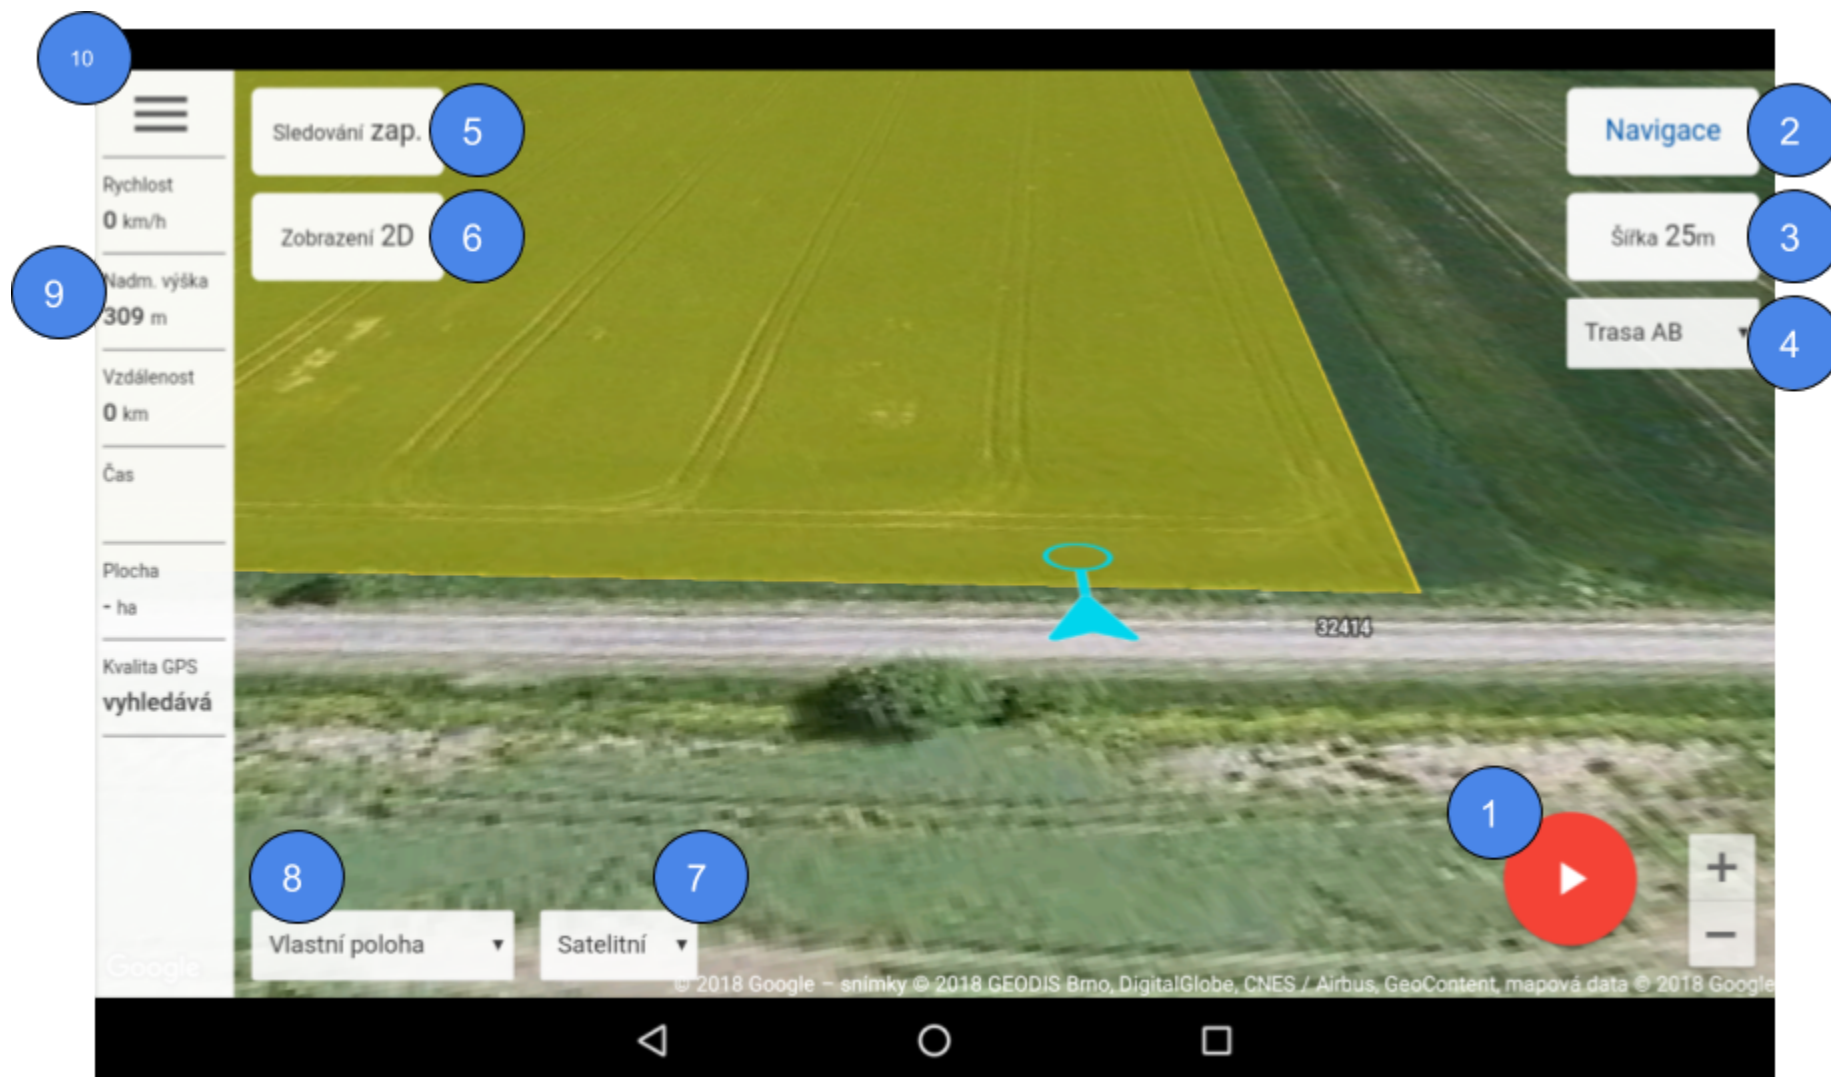 10
Sledování zap.
5
Navigace
2
Rychlost
0 km/h
Zobrazení 2D
6
Šířka 25m
3
9
Nadm. výška
309 m
Trasa AB
4
Vzdálenost
0 km
Čas
Plocha
- ha
32414
Kvalita GPS
vyhledává
1
8
7
Vlastní poloha
Satelitní
+
−
Google
© 2018 Google – snímky © 2018 GEODIS Brno, DigitalGlobe, CNES / Airbus, GeoContent, mapová data © 2018 Google